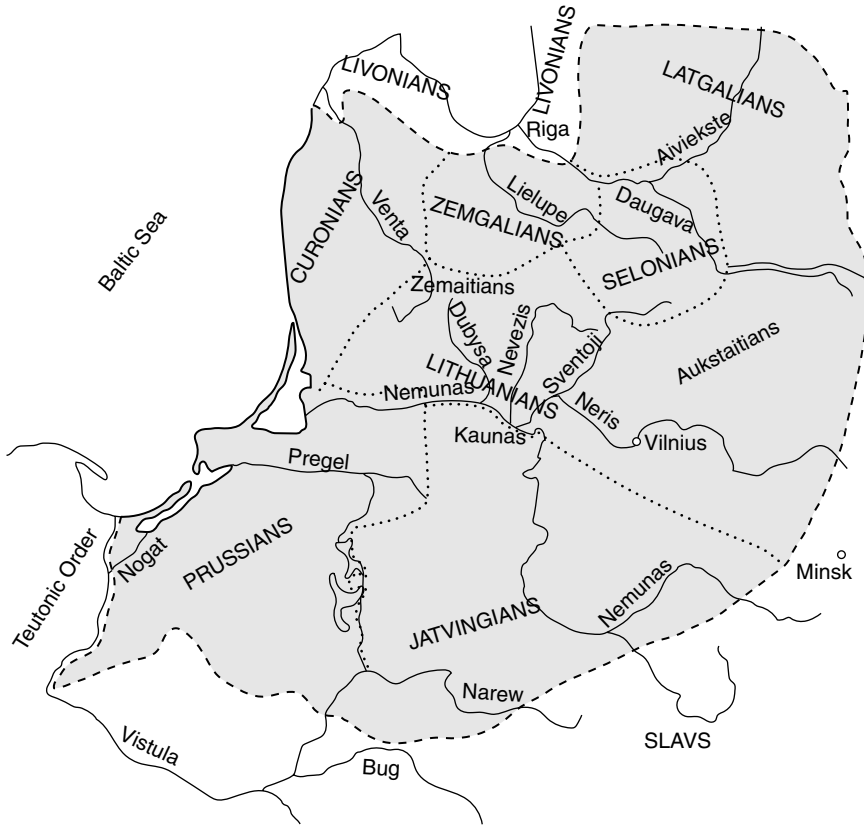 LIVONIANS
LIVONIANS
LATGALIANS
Riga
Aiviekste
CURONIANS
Venta
ZEMGALIANS
Lielupe
Daugava
SELONIANS
Baltic Sea
Zemaitians
Dubysa
Nevezis
Sventoji
Aukstaitians
LITHUANIANS
Nemunas
Neris
Kaunas
Vilnius
Pregel
Teutonic Order
Nogat
PRUSSIANS
Minsk
Nemunas
JATVINGIANS
Narew
SLAVS
Vistula
Bug